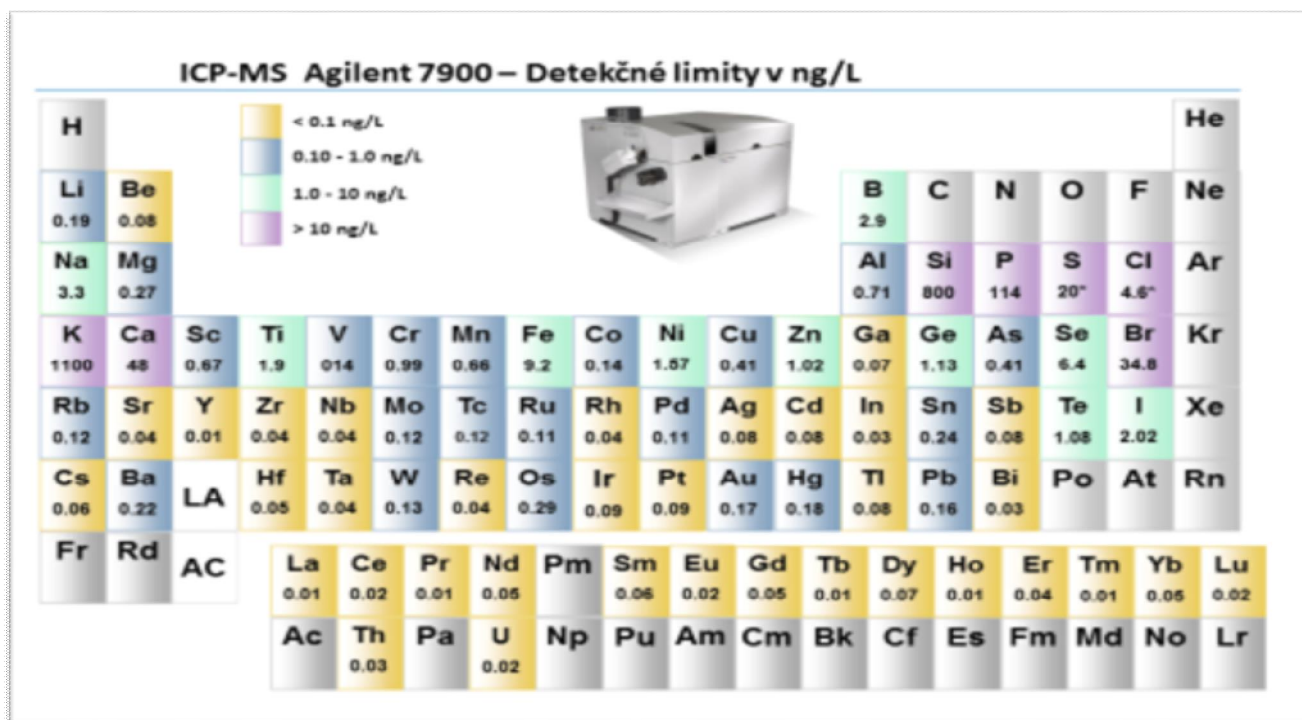 ICP-MS Agilent 7900 – Detekčné limity v ng/L
H He
< 0.1 ng/L
0.10 - 1.0 ng/L
1.0 - 10 ng/L
> 10 ng/L
Li Be B C N O F Ne
0.19 0.08 2.9
Na Mg Al Si P S Cl Ar
3.3 0.27 0.71 800 114 20" 4.6"
K Ca Sc Ti V Cr Mn Fe Co Ni Cu Zn Ga Ge As Se Br Kr
1100 48 0.67 1.9 014 0.99 0.66 9.2 0.14 1.57 0.41 1.02 0.07 1.13 0.41 6.4 34.8
Rb Sr Y Zr Nb Mo Tc Ru Rh Pd Ag Cd In Sn Sb Te I Xe
0.12 0.04 0.01 0.04 0.04 0.12 0.12 0.11 0.04 0.11 0.08 0.08 0.03 0.24 0.08 1.08 2.02
Cs Ba LA Hf Ta W Re Os Ir Pt Au Hg Tl Pb Bi Po At Rn
0.06 0.22 0.05 0.04 0.13 0.04 0.29 0.09 0.09 0.17 0.18 0.08 0.16 0.03
Fr Rd AC
La Ce Pr Nd Pm Sm Eu Gd Tb Dy Ho Er Tm Yb Lu
0.01 0.02 0.01 0.05 0.06 0.02 0.05 0.01 0.07 0.01 0.04 0.01 0.05 0.02
Ac Th Pa U Np Pu Am Cm Bk Cf Es Fm Md No Lr
0.03 0.02